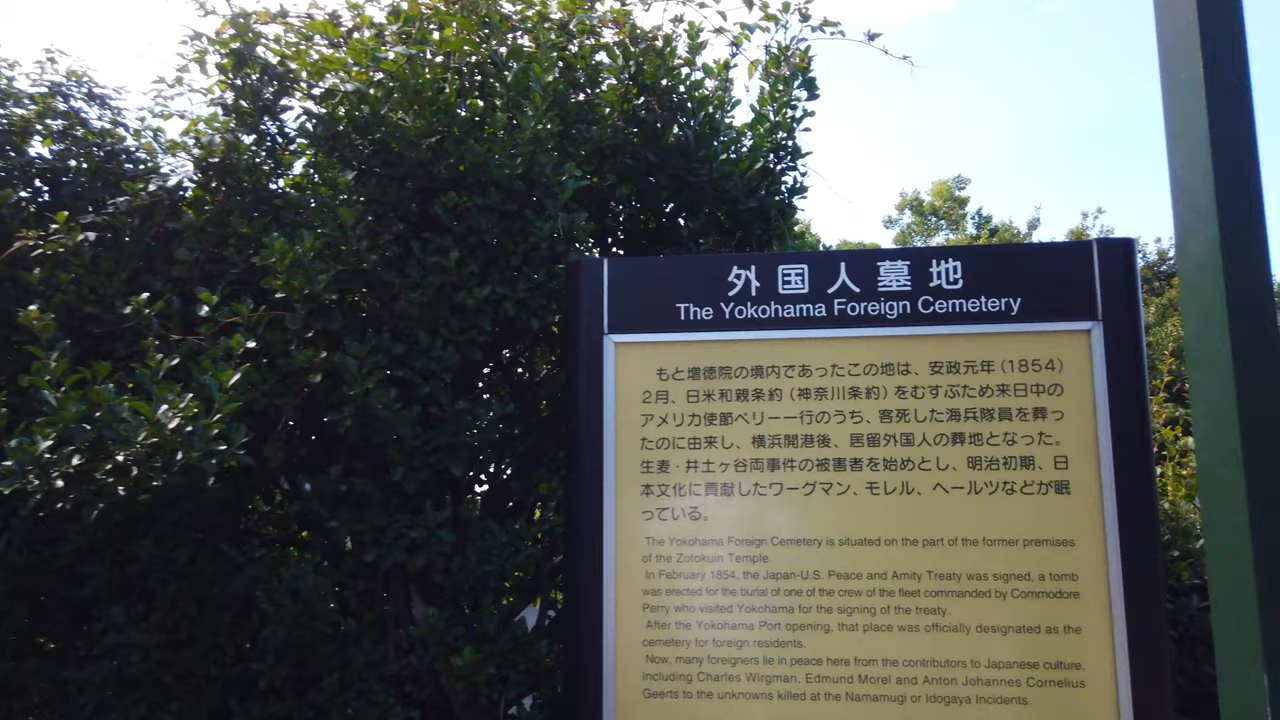 外国人墓地
The Yokohama Foreign Cemetery
もと増徳院の境内であったこの地は、安政元年(1854)
2月、日米和親条約(神奈川条約)をむすぶため来日中の
アメリカ使節ペリー一行のうち、客死した海兵隊員を葬っ
たのに由来し、横浜開港後、居留外国人の葬地となった。
生麦・井土ヶ谷両事件の被害者を始めとし、明治初期、日
本文化に貢献したワーグマン、モレル、ヘールツなどが眠
っている。
The Yokohama Foreign Cemetery is situated on the part of the former premises
of the Zotokuin Temple.
In February 1854, the Japan-U.S. Peace and Amity Treaty was signed, a tomb
was erected for the burial of one of the crew of the fleet commanded by Commodore
Perry who visited Yokohama for the signing of the treaty.
After the Yokohama Port opening, that place was officially designated as the
cemetery for foreign residents.
Now, many foreigners lie in peace here from the contributors to Japanese culture,
including Charles Wirgman, Edmund Morel and Anton Johannes Cornelius
Geerts to the unknowns killed at the Namamugi or Idogaya Incidents.